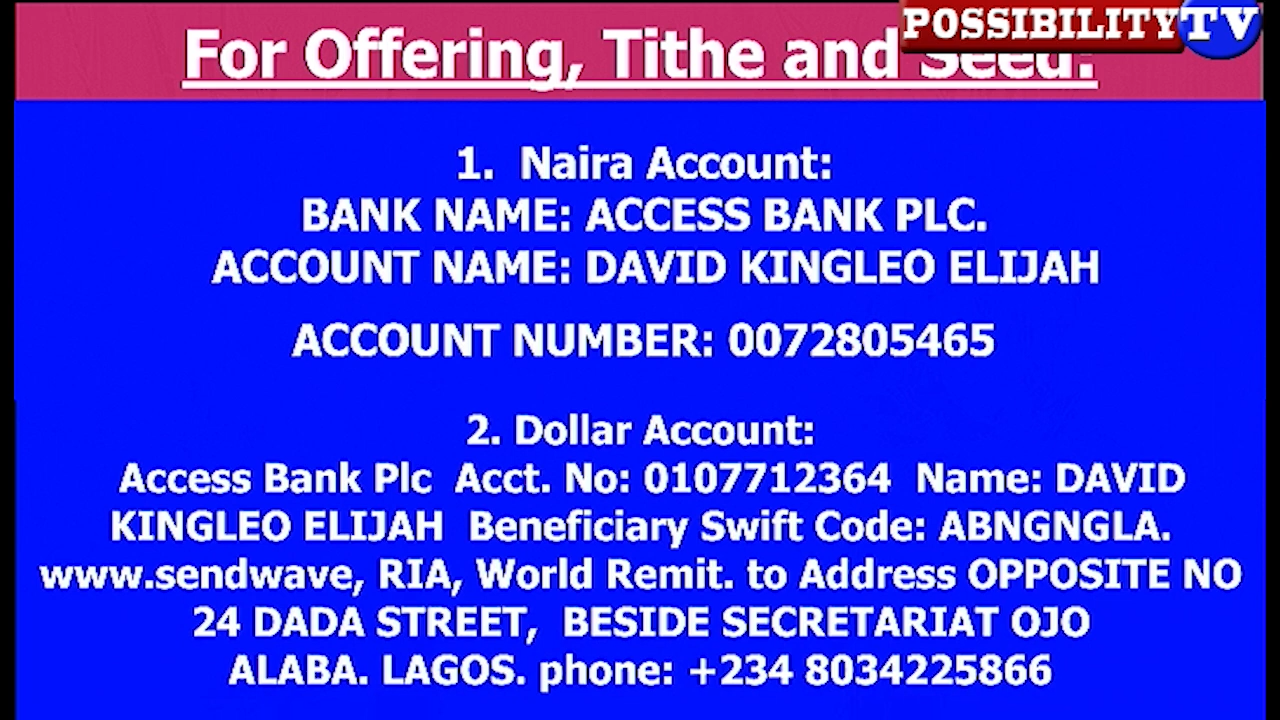 POSSIBILITY TV
For Offering, Tithe and Seed:
1. Naira Account:
BANK NAME: ACCESS BANK PLC.
ACCOUNT NAME: DAVID KINGLEO ELIJAH
ACCOUNT NUMBER: 0072805465
2. Dollar Account:
Access Bank Plc Acct. No: 0107712364 Name: DAVID
KINGLEO ELIJAH Beneficiary Swift Code: ABNGNGLA.
www.sendwave, RIA, World Remit. to Address OPPOSITE NO
24 DADA STREET, BESIDE SECRETARIAT OJO
ALABA. LAGOS. phone: +234 8034225866